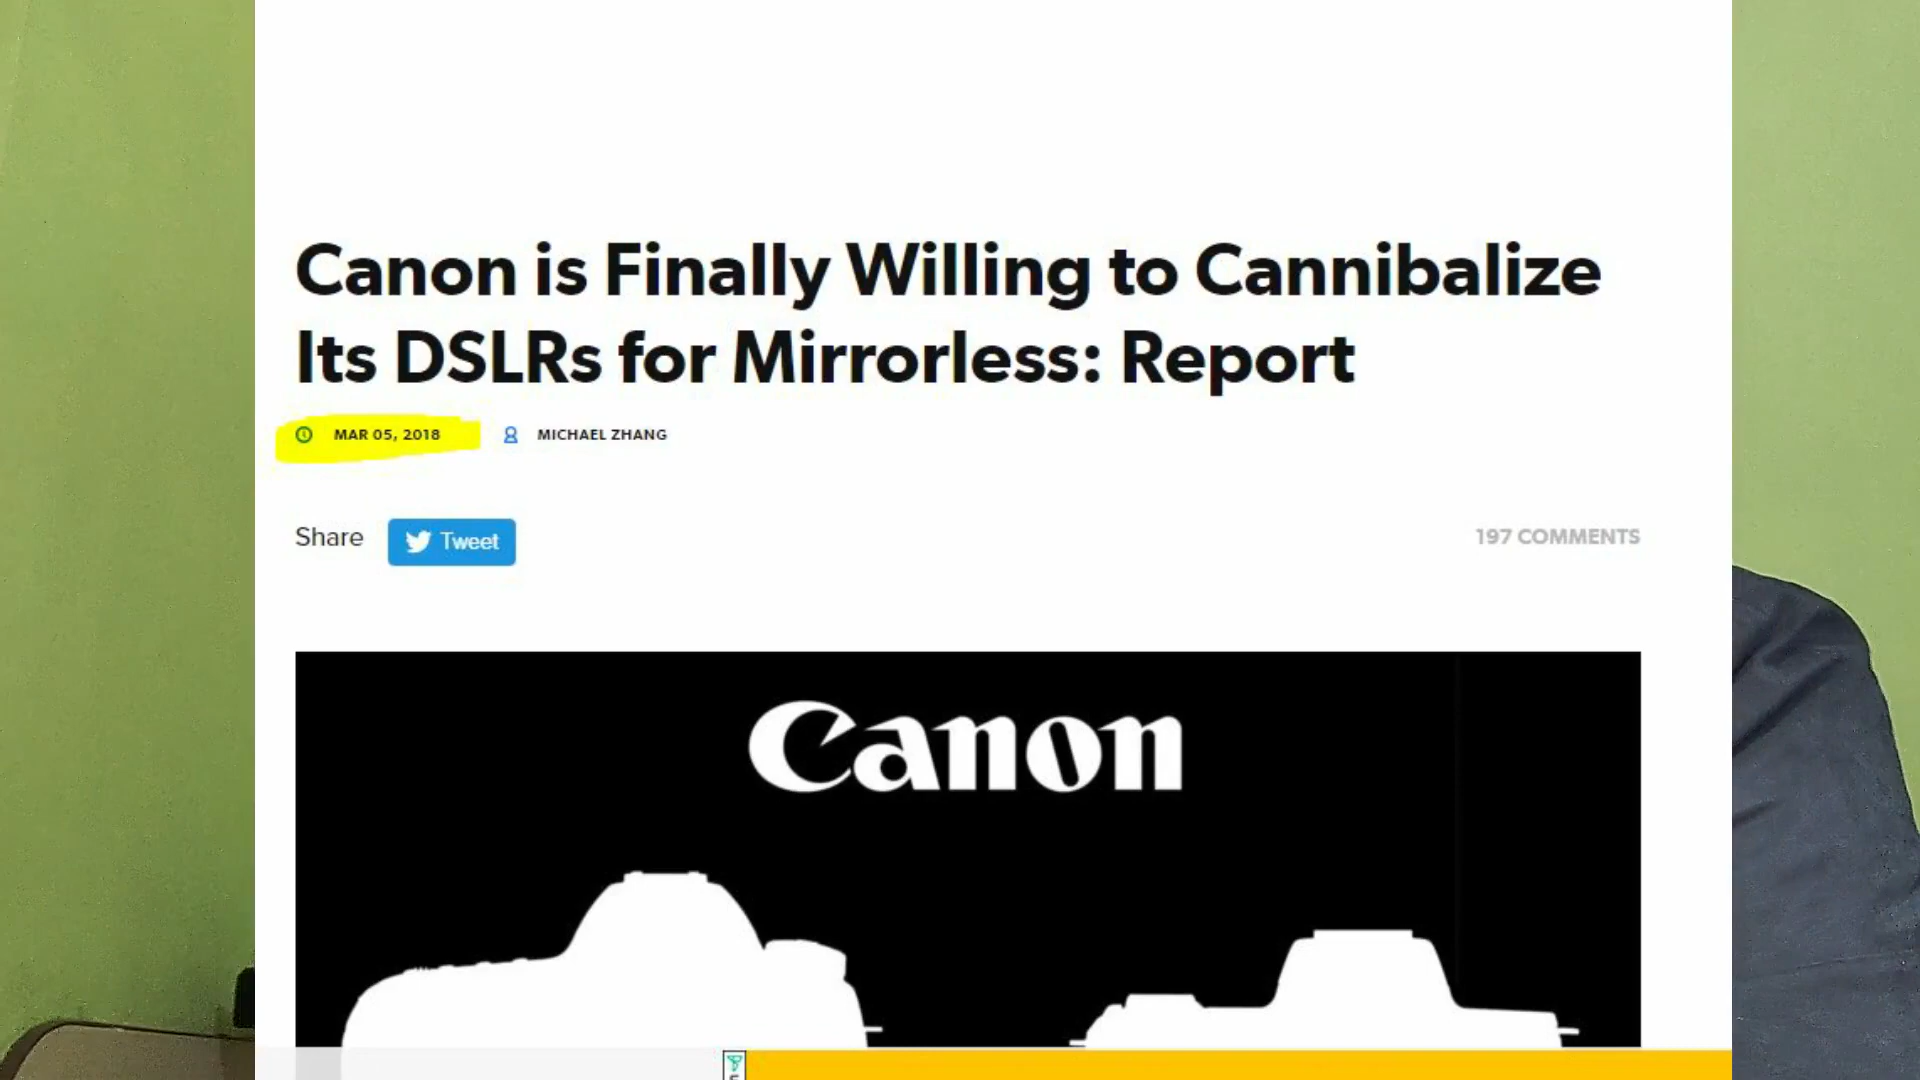 Canon is Finally Willing to Cannibalize
Its DSLRs for Mirrorless: Report
MAR 05, 2018 MICHAEL ZHANG
Share Tweet 197 COMMENTS
Canon